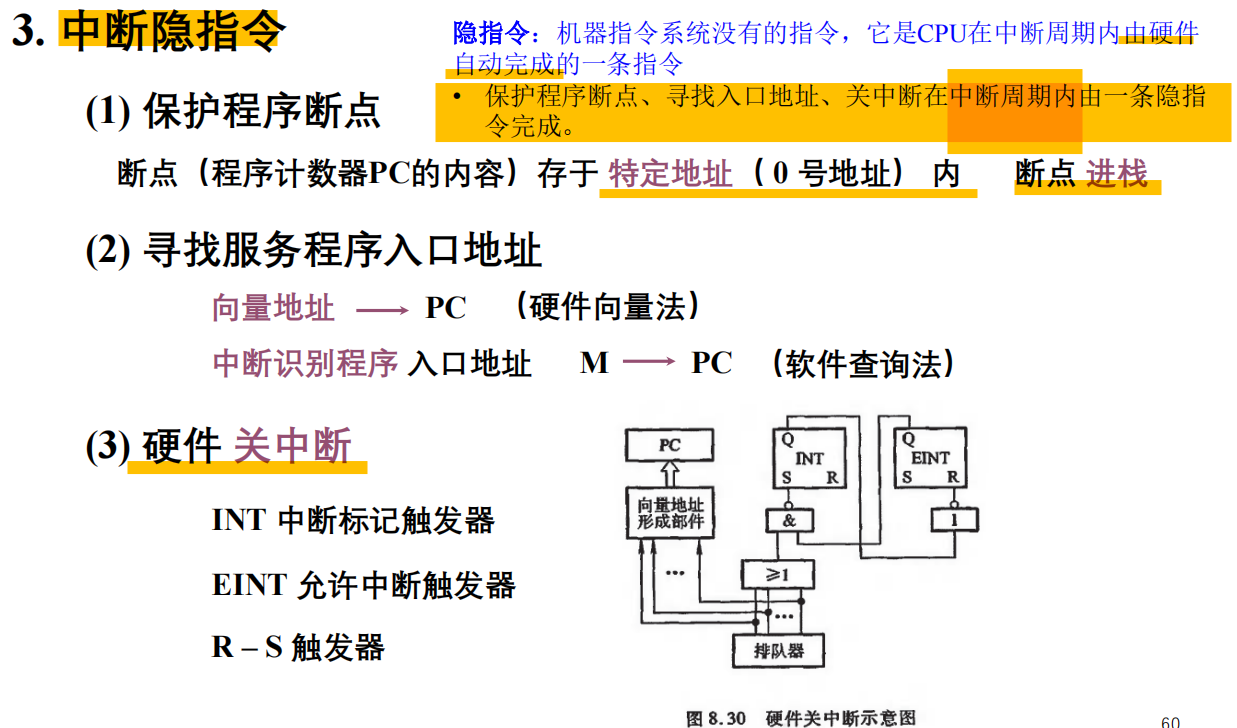 3. 中断隐指令
隐指令：机器指令系统没有的指令，它是CPU在中断周期内由硬件
自动完成的一条指令
• 保护程序断点、寻找入口地址、关中断在中断周期内由一条隐指
令完成。
(1) 保护程序断点
断点（程序计数器PC的内容）存于 特定地址（ 0 号地址） 内 断点 进栈
(2) 寻找服务程序入口地址
向量地址 → PC （硬件向量法）
中断识别程序 入口地址 M → PC （软件查询法）
(3) 硬件 关中断
INT 中断标记触发器
EINT 允许中断触发器
R – S 触发器
PC
向量地址
形成部件
Q
INT
S R
Q
EINT
S R
&
1
≥1
…
…
排队器
图 8.30 硬件关中断示意图
60